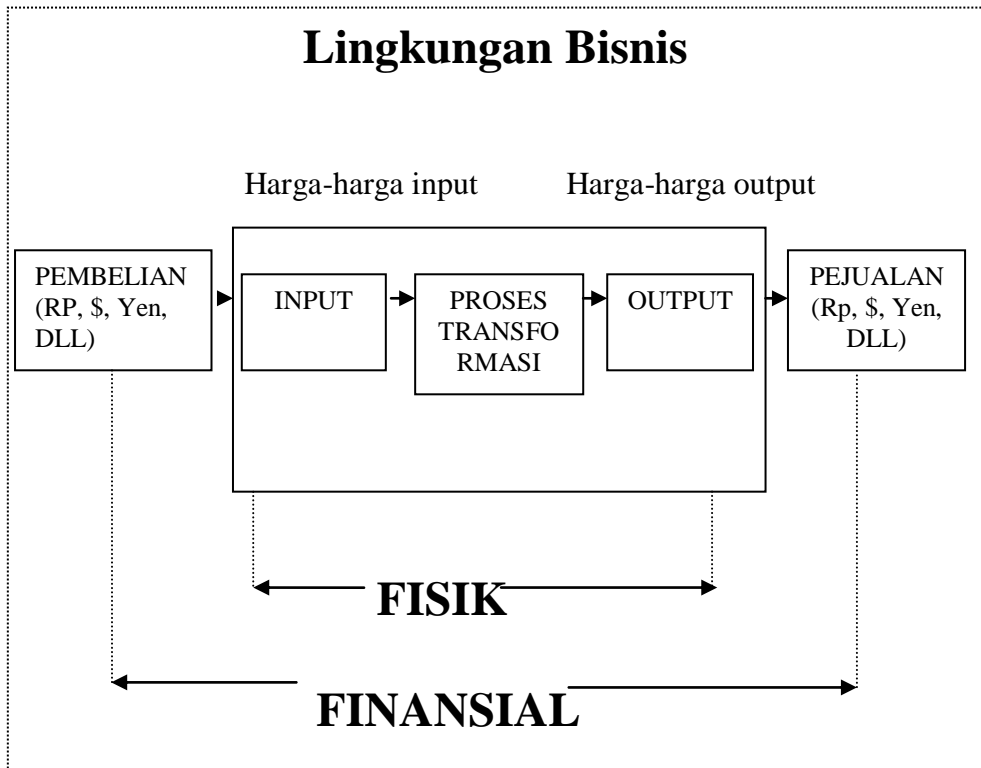 Lingkungan Bisnis
Harga-harga input
Harga-harga output
PEMBELIAN
(RP, $, Yen,
DLL)
INPUT
PROSES
TRANSFO
RMASI
OUTPUT
PEJUALAN
(Rp, $, Yen,
DLL)
FISIK
FINANSIAL